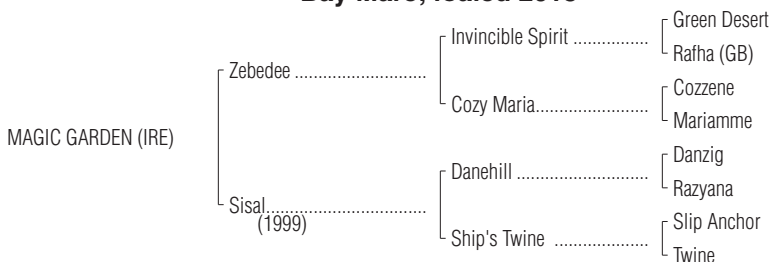 Bay Mare; foaled
Green Desert
Invincible Spirit ................
Rafha (GB)
Zebedee ...........................
Cozzene
Cozy Maria.......................
Mariamme
MAGIC GARDEN (IRE)
Danzig
Danehill ..........................
Razyana
Sisal.................................
(1999)
Slip Anchor
Ship's Twine ...................
Twine